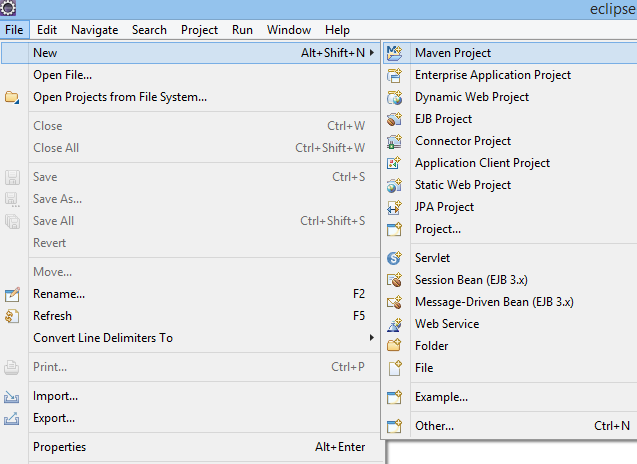 eclipse
File Edit Navigate Search Project Run Window Help
New Alt+Shift+N
Open File...
Open Projects from File System...
Close Ctrl+W
Close All Ctrl+Shift+W
Save Ctrl+S
Save As...
Save All Ctrl+Shift+S
Revert
Move...
Rename... F2
Refresh F5
Convert Line Delimiters To
Print... Ctrl+P
Import...
Export...
Properties Alt+Enter
Maven Project
Enterprise Application Project
Dynamic Web Project
EJB Project
Connector Project
Application Client Project
Static Web Project
JPA Project
Project...
Servlet
Session Bean (EJB 3.x)
Message-Driven Bean (EJB 3.x)
Web Service
Folder
File
Example...
Other... Ctrl+N